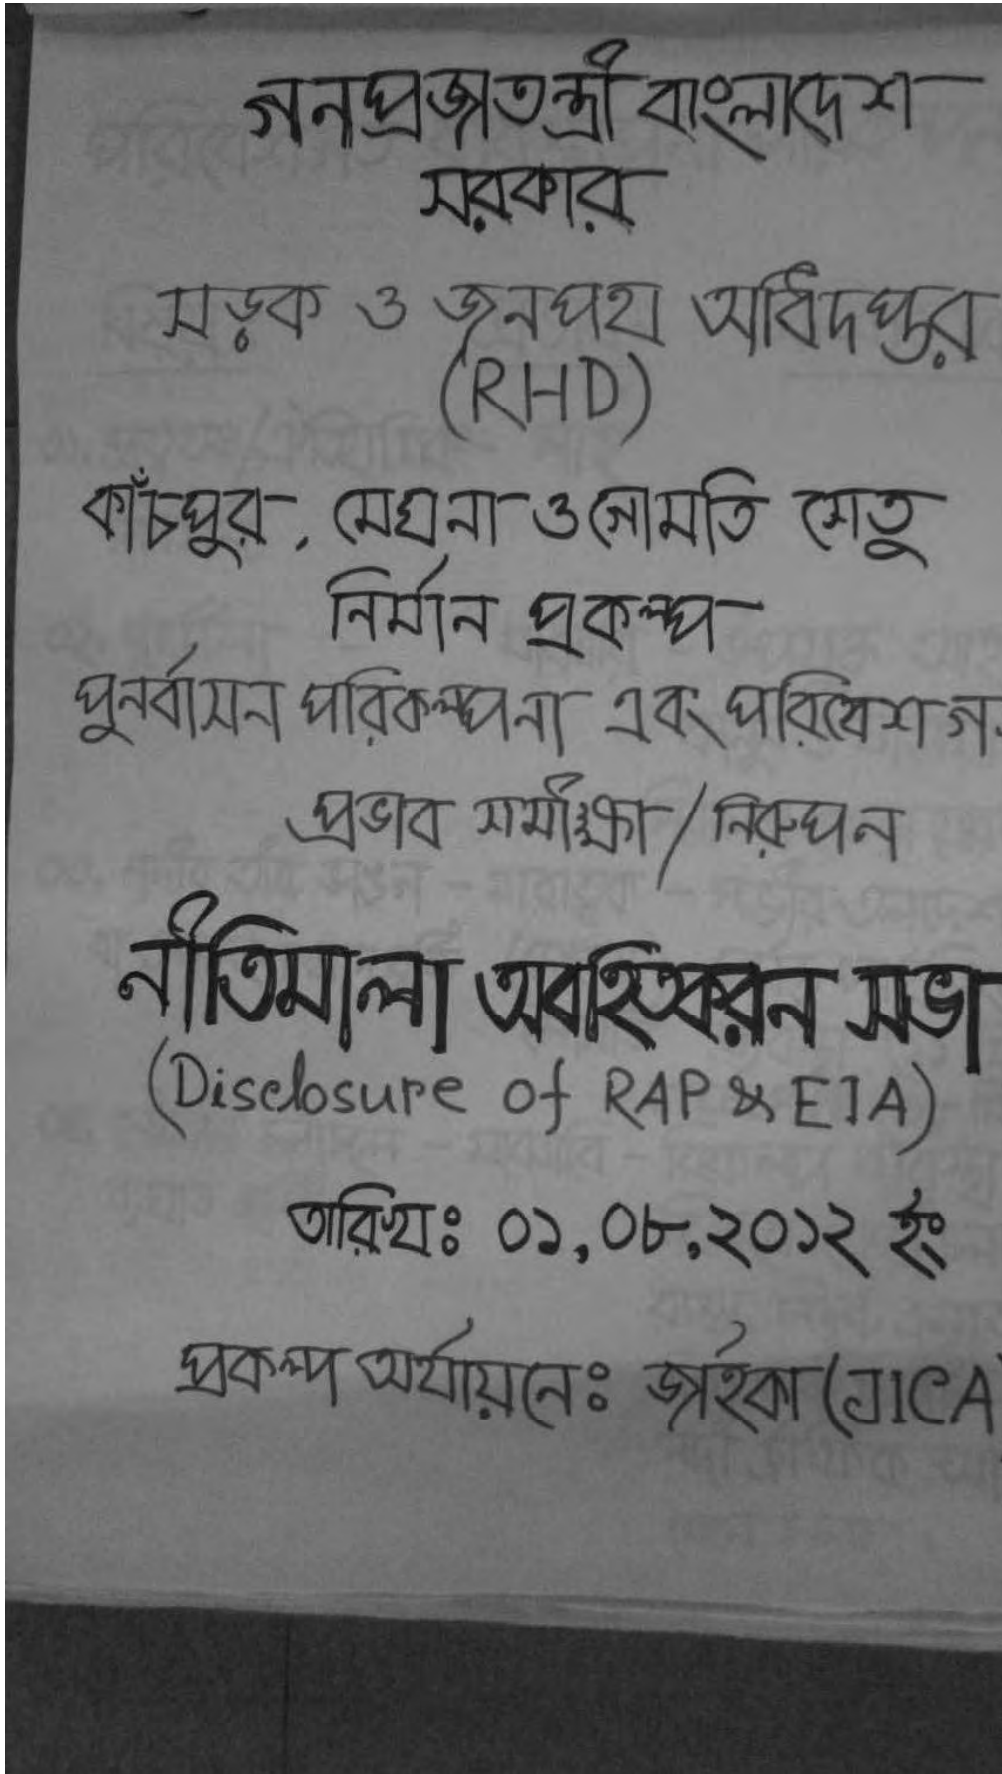 গনপ্রজাতন্ত্রী বাংলাদেশ
সরকার
সড়ক ও জনপথ অধিদপ্তর
(RHD)
কাঁচপুর, মেঘনা ও গোমতি সেতু
নির্মান প্রকল্প
পুনর্বাসন পরিকল্পনা এবং পরিবেশগ
প্রভাব সমীক্ষা/নিরুপন
নীতিমালা অবহিতকরন সভা
(Disclosure of RAP & EIA)
তারিখঃ ০১,০৮,২০১২ ইং
প্রকল্প অর্থায়নেঃ জাইকা (JICA)